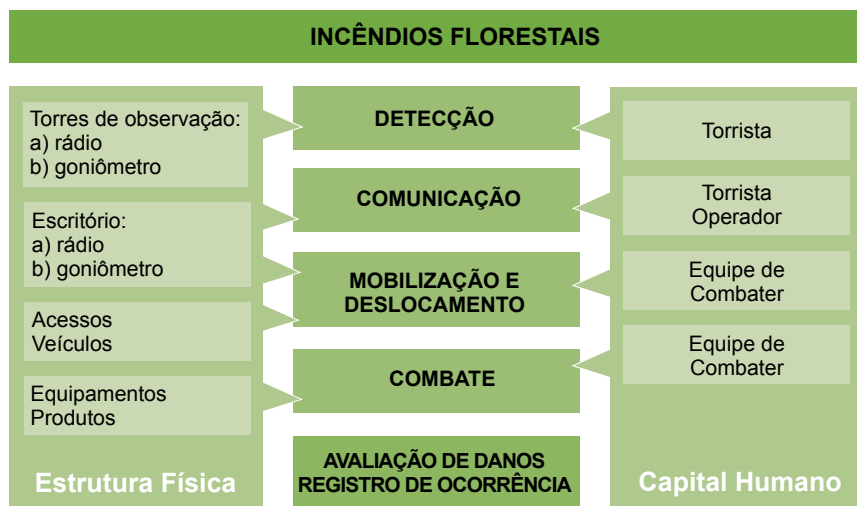 INCÊNDIOS FLORESTAIS
Torres de observação:
a) rádio
b) goniômetro
Escritório:
a) rádio
b) goniômetro
Acessos
Veículos
Equipamentos
Produtos
Estrutura Física
DETECÇÃO
COMUNICAÇÃO
MOBILIZAÇÃO E
DESLOCAMENTO
COMBATE
AVALIAÇÃO DE DANOS
REGISTRO DE OCORRÊNCIA
Torrista
Torrista
Operador
Equipe de
Combater
Equipe de
Combater
Capital Humano